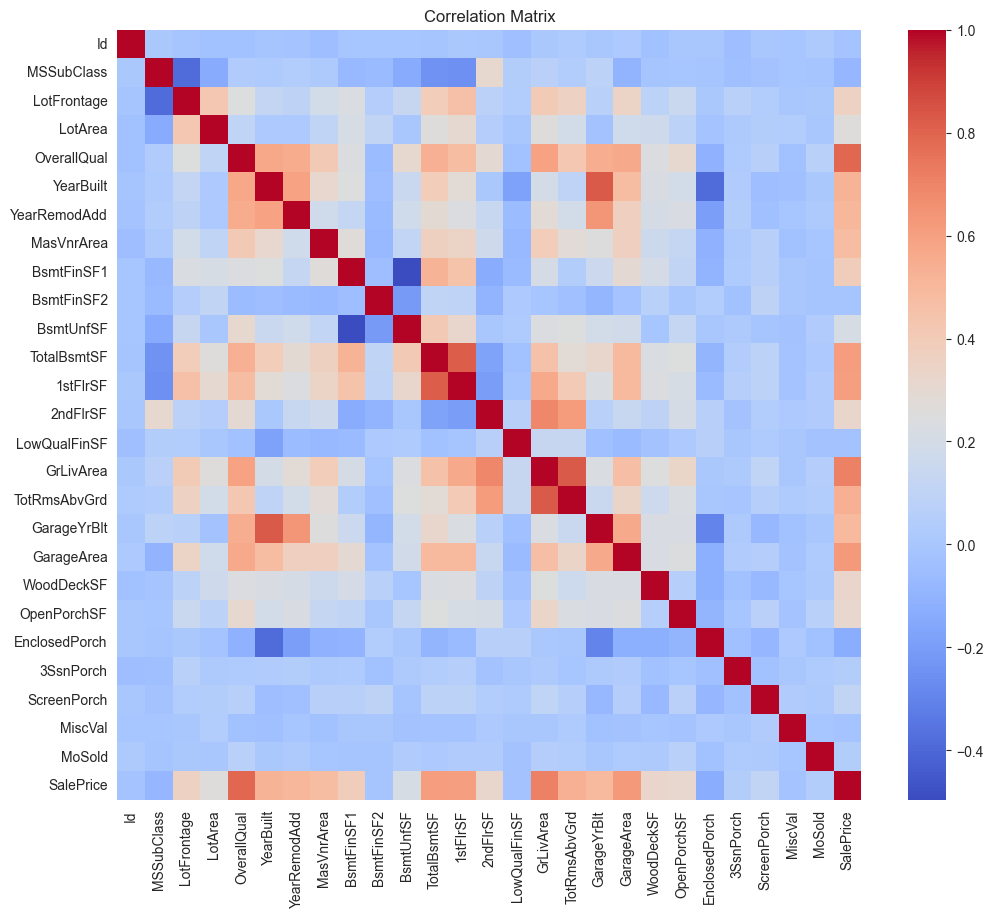 Correlation Matrix
Id
MSSubClass
LotFrontage
LotArea
OverallQual
YearBuilt
YearRemodAdd
MasVnrArea
BsmtFinSF1
BsmtFinSF2
BsmtUnfSF
TotalBsmtSF
1stFlrSF
2ndFlrSF
LowQualFinSF
GrLivArea
TotRmsAbvGrd
GarageYrBlt
GarageArea
WoodDeckSF
OpenPorchSF
EnclosedPorch
3SsnPorch
ScreenPorch
MiscVal
MoSold
SalePrice
Id
MSSubClass
LotFrontage
LotArea
OverallQual
YearBuilt
YearRemodAdd
MasVnrArea
BsmtFinSF1
BsmtFinSF2
BsmtUnfSF
TotalBsmtSF
1stFlrSF
2ndFlrSF
LowQualFinSF
GrLivArea
TotRmsAbvGrd
GarageYrBlt
GarageArea
WoodDeckSF
OpenPorchSF
EnclosedPorch
3SsnPorch
ScreenPorch
MiscVal
MoSold
SalePrice
1.0
0.8
0.6
0.4
0.2
0.0
−0.2
−0.4